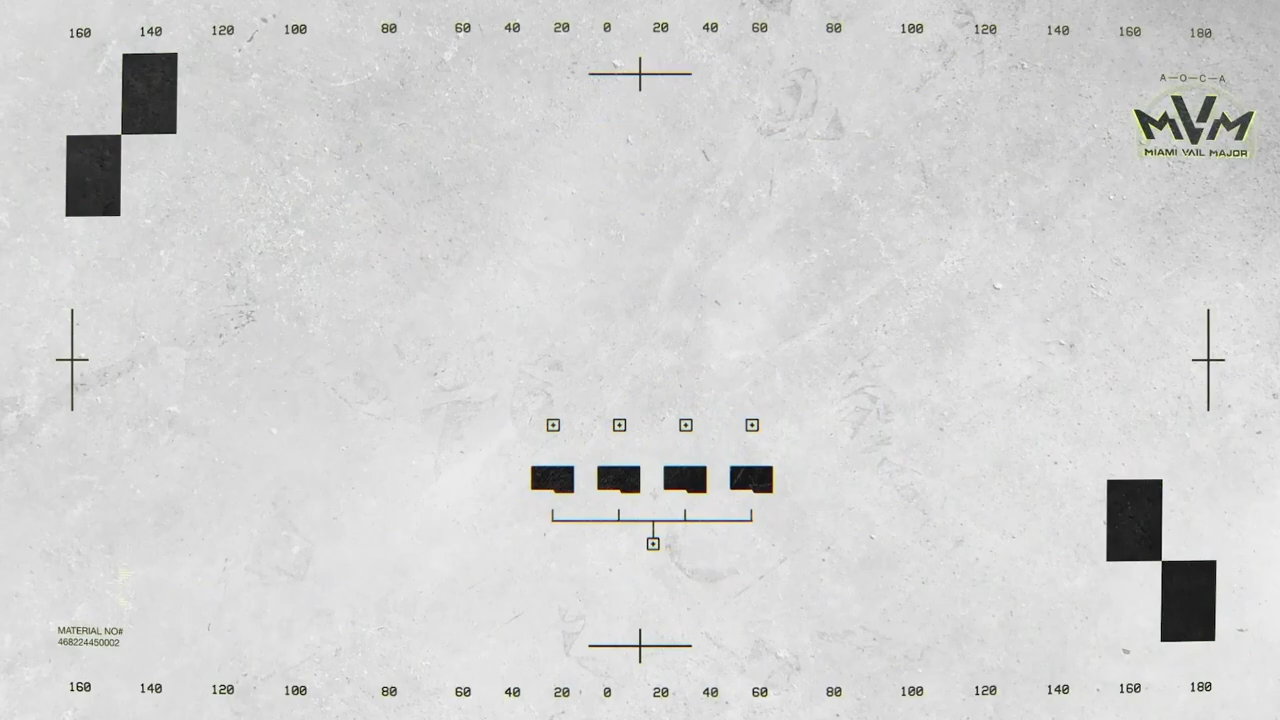 160 140 120 100 80 60 40 20 0 20 40 60 80 100 120 140 160 180
A—O—C—A
MVM
MIAMI VAIL MAJOR
MATERIAL NO#
468224450002
160 140 120 100 80 60 40 20 0 20 40 60 80 100 120 140 160 180